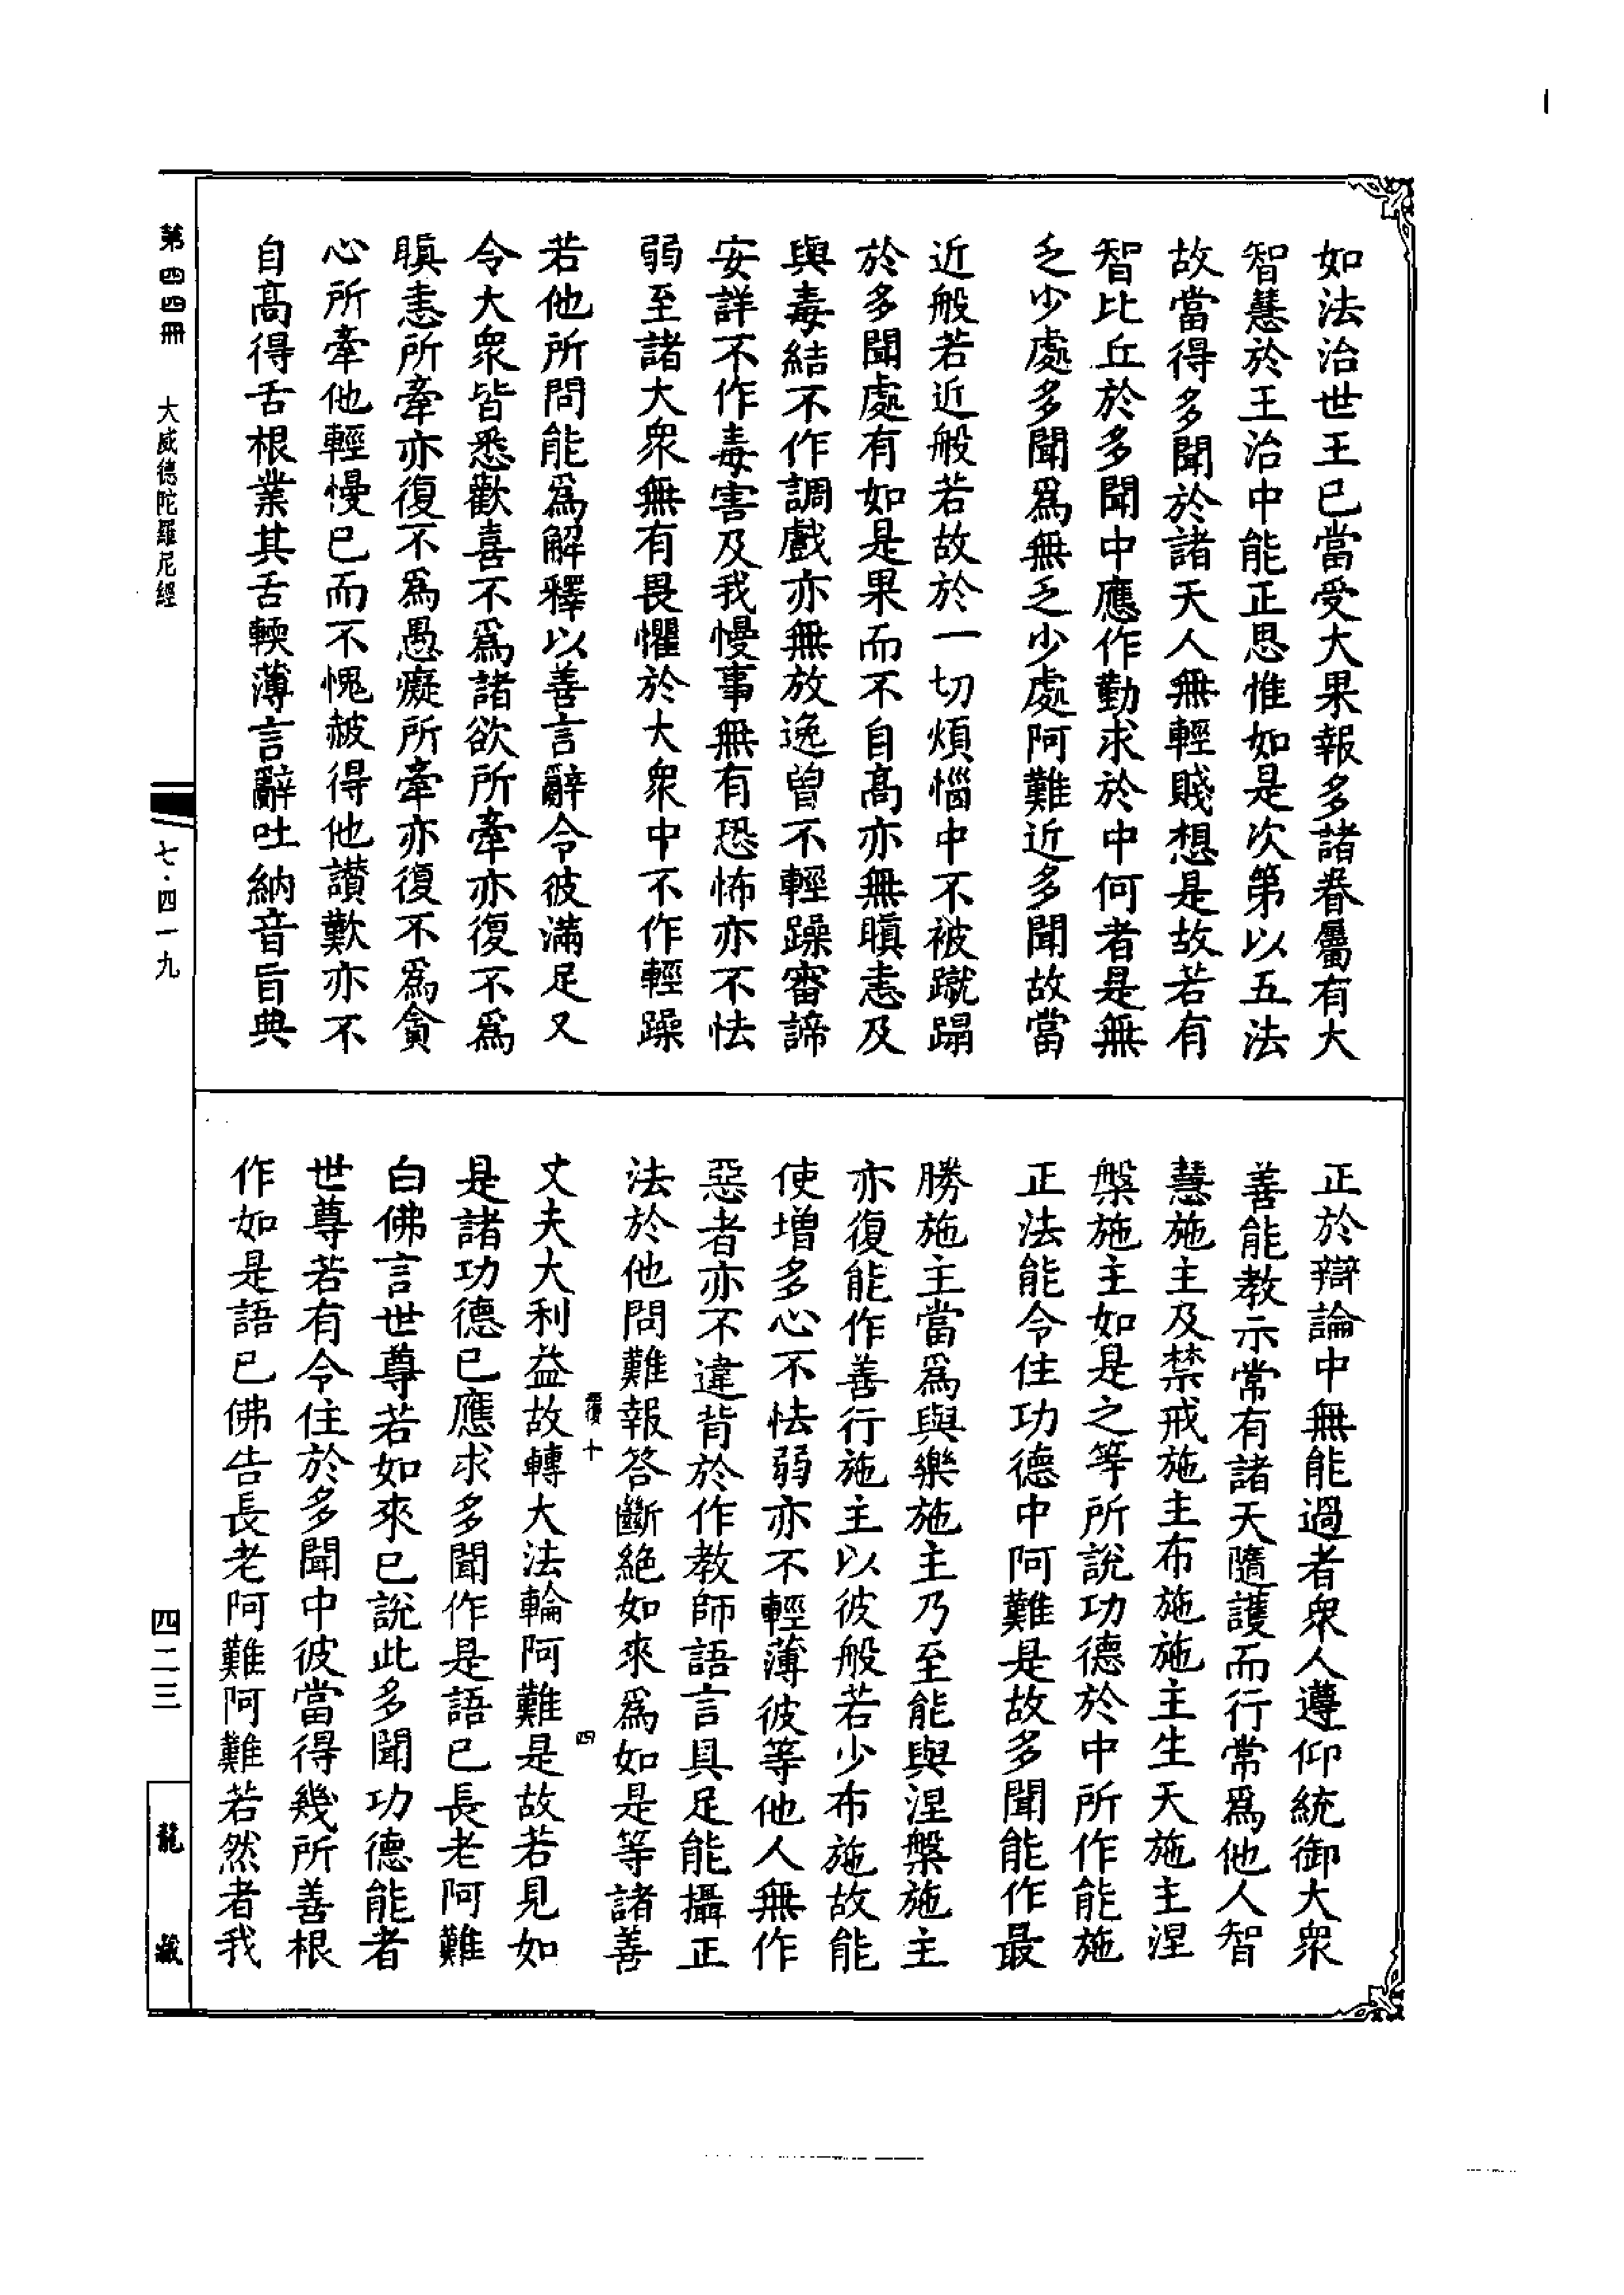 如法治世王已當受大果報多諸眷屬有大
智慧於王治中能正思惟如是次第以五法
故當得多聞於諸天人無輕賤想是故若有
智比丘於多聞中應作勤求於中何者是無
乏少處多聞爲無乏少處阿難近多聞故當
近般若近般若故於一切煩惱中不被蹴蹋
於多聞處有如是果而不自高亦無瞋恚及
與毒結不作調戲亦無放逸曾不輕躁審諦
安詳不作毒害及我慢事無有恐怖亦不怯
弱至諸大衆無有畏懼於大衆中不作輕躁
若他所問能爲解釋以善言辭令彼滿足又
令大衆皆悉歡喜不爲諸欲所牽亦復不爲
瞋恚所牽亦復不爲愚癡所牽亦復不爲貪
心所牽他輕慢已而不愧赧得他讃歎亦不
自高得舌根業其舌輭薄言辭吐納音旨典
正於辯論中無能過者衆人遵仰統御大衆
善能教示常有諸天隨護而行常爲他人智
慧施主及禁戒施主布施施主生天施主涅
槃施主如是之等所說功德於中所作能施
正法能令住功德中阿難是故多聞能作最
勝施主當爲與樂施主乃至能與涅槃施主
亦復能作善行施主以彼般若少布施故能
使增多心不怯弱亦不輕薄彼等他人無作
惡者亦不違背於作教師語言具足能攝正
法於他問難報答斷絕如來爲如是等諸善
覆十 四
丈夫大利益故轉大法輪阿難是故若見如
是諸功德已應求多聞作是語已長老阿難
白佛言世尊若如來已說此多聞功德能者
世尊若有令住於多聞中彼當得幾所善根
作如是語已佛告長老阿難阿難若然者我
第四四冊 大威德陀羅尼經 七·四一九 四二三
龍藏